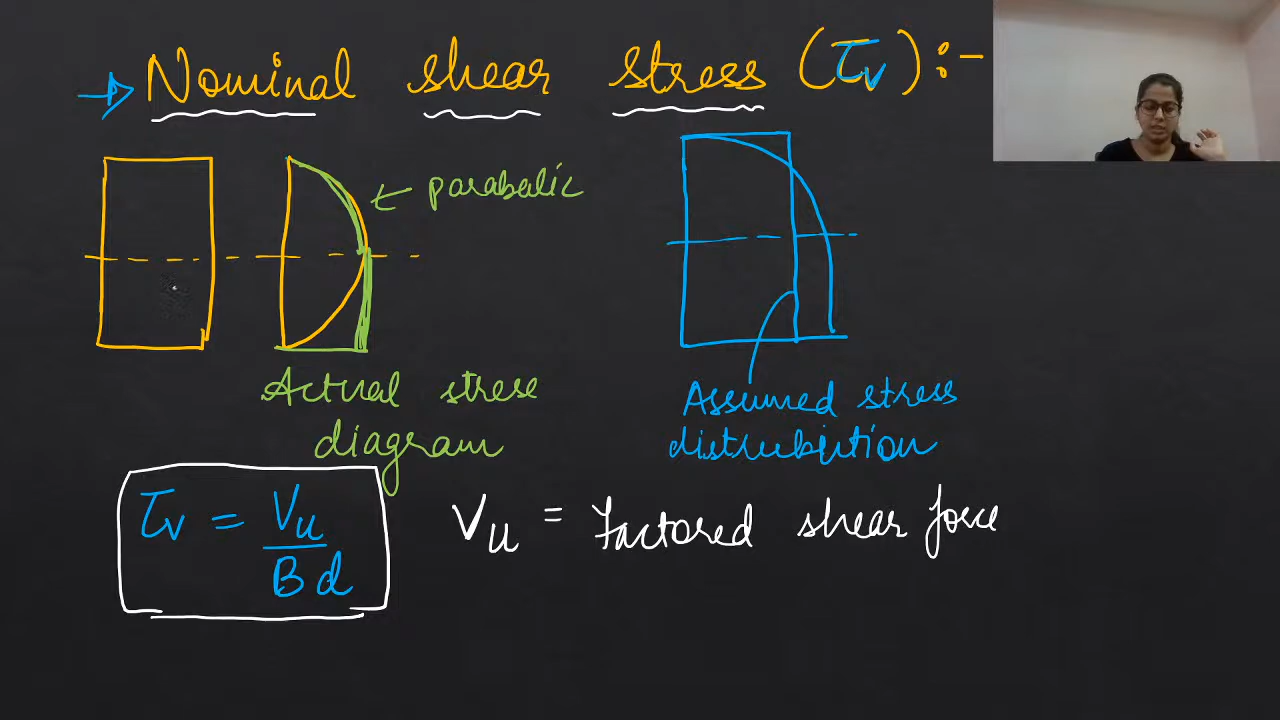 Nominal shear stress (τv) :-
parabolic
Actual stress
diagram
Assumed stress
distribution
τv = Vu / Bd
Vu = Factored shear force